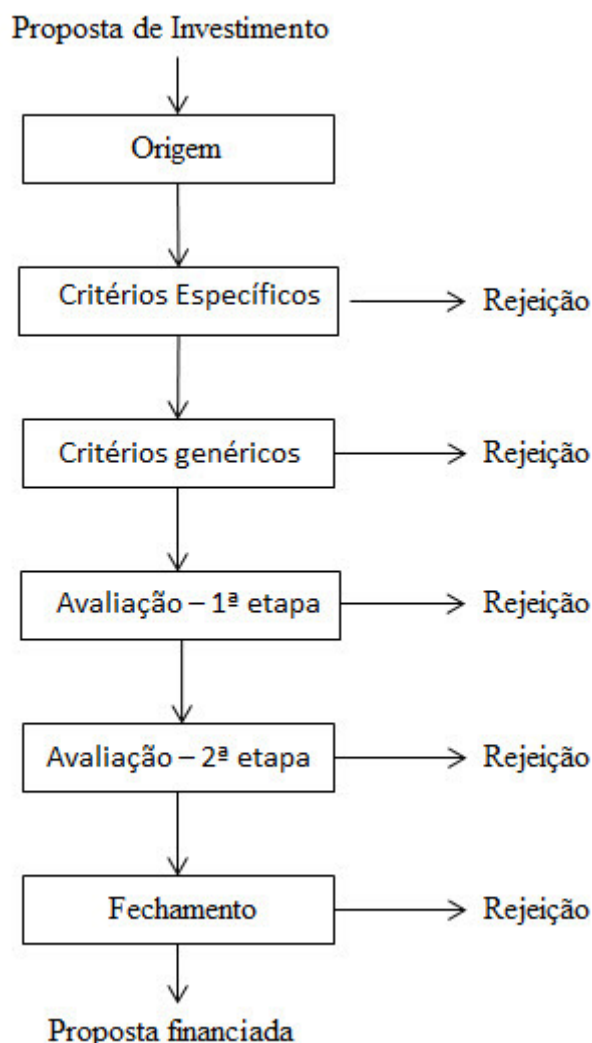 Proposta de Investimento
Origem
Critérios Específicos
Rejeição
Critérios genéricos
Rejeição
Avaliação – 1ª etapa
Rejeição
Avaliação – 2ª etapa
Rejeição
Fechamento
Rejeição
Proposta financiada